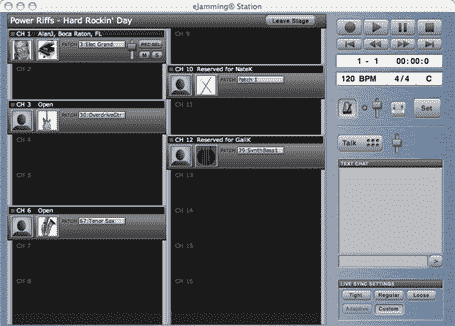 ejamming® Station
Power Riffs - Hard Rockin' Day
Leave Stage
CH 1 AlanJ, Boca Raton, FL
PATCH 3:Elec Grand
REC SEL
M S
CH 2
CH 3 Open
PATCH 30:OverdriveGtr
CH 4
CH 5
CH 6 Open
PATCH 67:Tenor Sax
CH 7
CH 8
CH 9
CH 10 Reserved for NateK
PATCH Patch 1
CH 11
CH 12 Reserved for GailK
PATCH 39:SynthBass1
CH 13
CH 14
CH 15
1 - 1 00:00:0
120 BPM 4/4 C
Set
Talk
TEXT CHAT
>
LIVE SYNC SETTINGS
Tight Regular Loose
Adaptive Custom